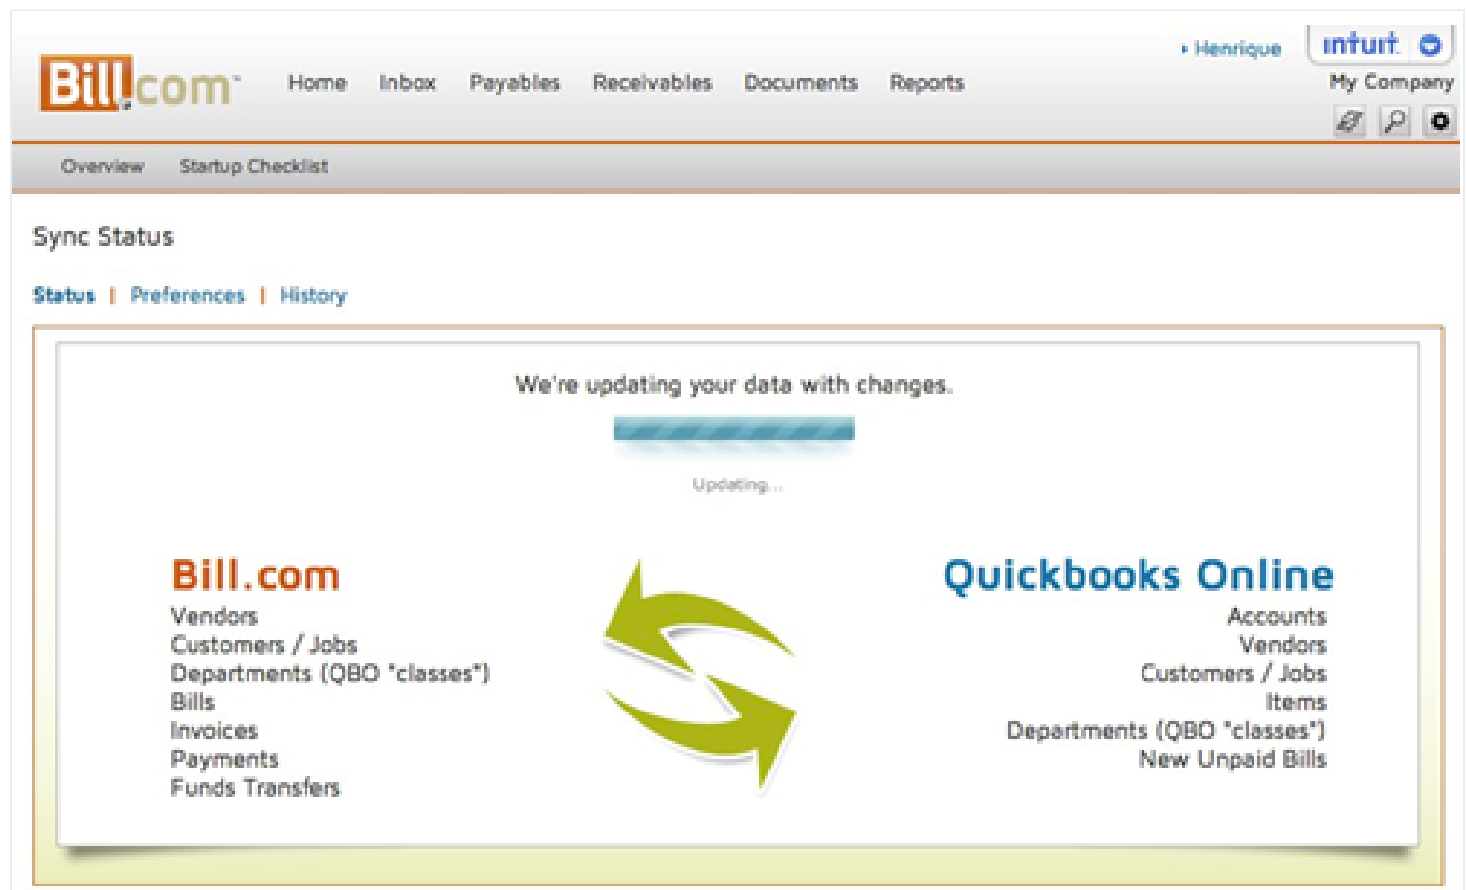 Henrique
intuit.
Bill.com™
Home Inbox Payables Receivables Documents Reports
My Company
Overview Startup Checklist
Sync Status
Status | Preferences | History
We're updating your data with changes.
Updating...
Bill.com
Vendors
Customers / Jobs
Departments (QBO "classes")
Bills
Invoices
Payments
Funds Transfers
Quickbooks Online
Accounts
Vendors
Customers / Jobs
Items
Departments (QBO "classes")
New Unpaid Bills